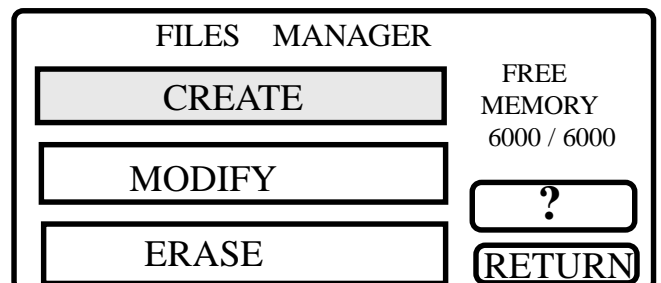 FILES MANAGER
CREATE
MODIFY
ERASE
FREE
MEMORY
6000 / 6000
?
RETURN